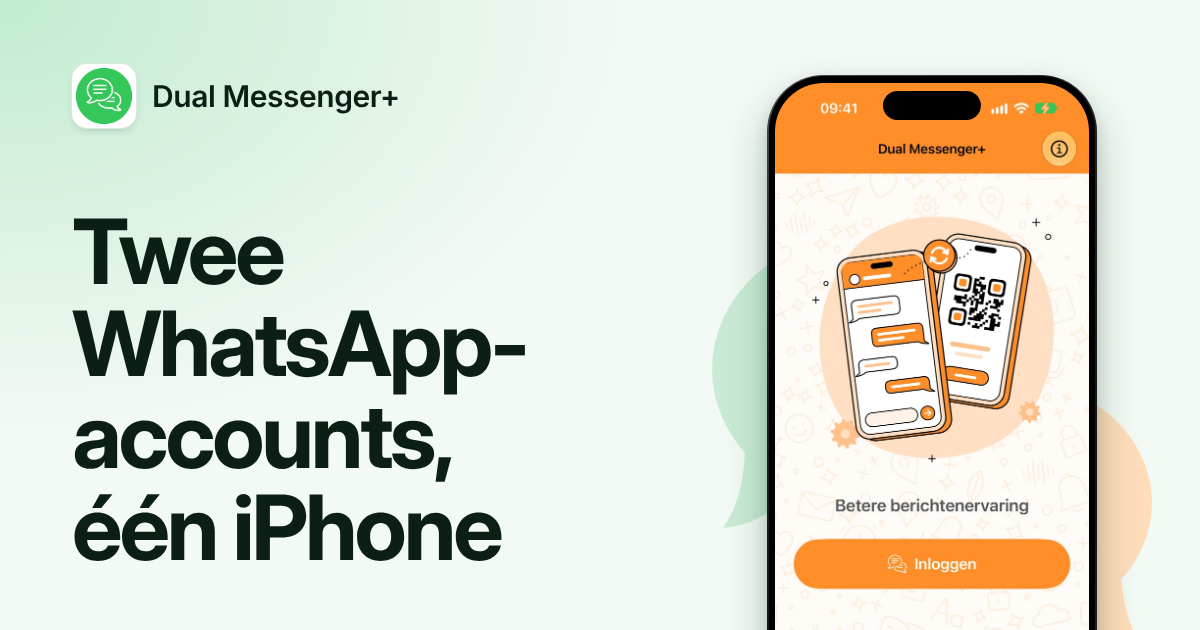 Dual Messenger+
Twee
WhatsApp-
accounts,
één iPhone
09:41
Dual Messenger+
Betere berichtenervaring
Inloggen